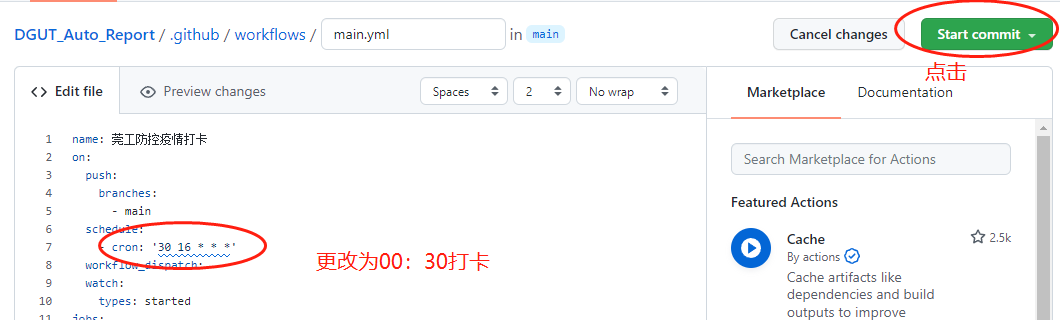 DGUT_Auto_Report / .github / workflows / main.yml in main
Cancel changes
Start commit
点击
Edit file
Preview changes
Spaces
2
No wrap
Marketplace
Documentation
1 name: 莞工防控疫情打卡
2 on:
3 push:
4 branches:
5 - main
6 schedule:
7 - cron: '30 16 * * *'
8 workflow_dispatch:
9 watch:
10 types: started
11 jobs:
更改为00：30打卡
Search Marketplace for Actions
Featured Actions
Cache
2.5k
By actions
Cache artifacts like
dependencies and build
outputs to improve